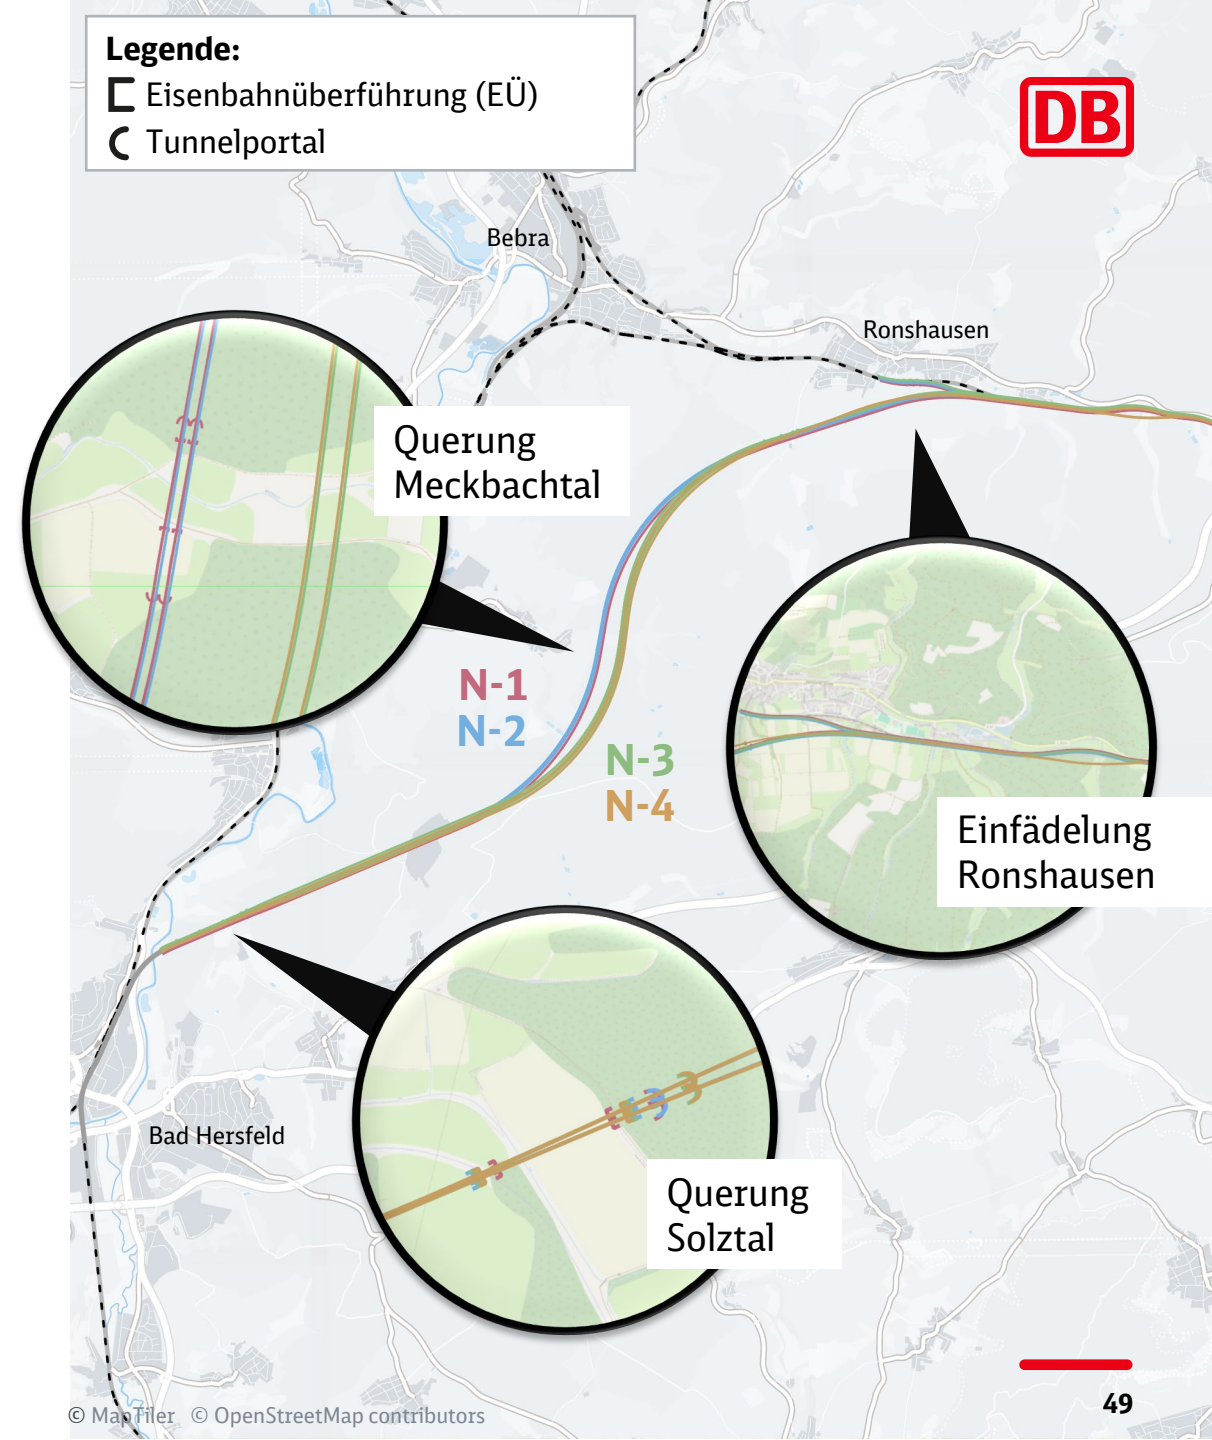 Legende:
Eisenbahnüberführung (EÜ)
Tunnelportal
DB
Bebra
Ronshausen
Querung
Meckbachtal
N-1
N-2
N-3
N-4
Einfädelung
Ronshausen
Bad Hersfeld
Querung
Solztal
49
© MapTiler © OpenStreetMap contributors